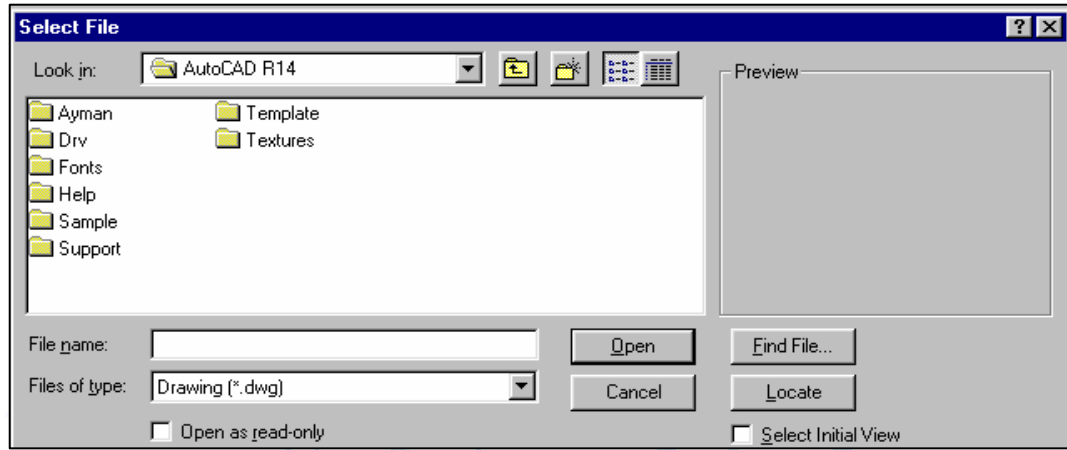 Select File
Look in: AutoCAD R14
Preview
Ayman Template
Drv Textures
Fonts
Help
Sample
Support
File name: Open Find File...
Files of type: Drawing (*.dwg) Cancel Locate
Open as read-only Select Initial View